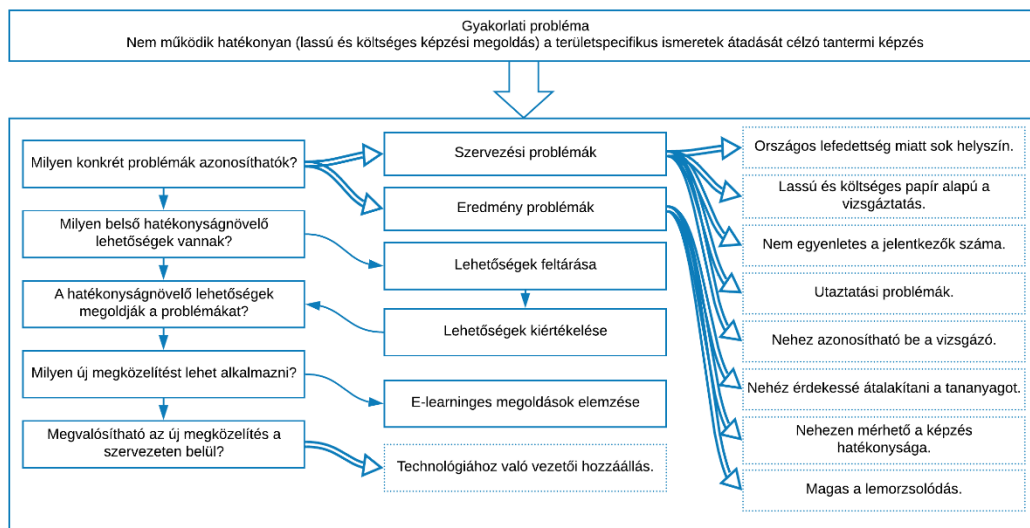 Gyakorlati probléma
Nem működik hatékonyan (lassú és költséges képzési megoldás) a területspecifikus ismeretek átadását célzó tantermi képzés
Milyen konkrét problémák azonosíthatók?
Milyen belső hatékonyságnövelő
lehetőségek vannak?
A hatékonyságnövelő lehetőségek
megoldják a problémákat?
Milyen új megközelítést lehet alkalmazni?
Megvalósítható az új megközelítés a
szervezeten belül?
Szervezési problémák
Eredmény problémák
Lehetőségek feltárása
Lehetőségek kiértékelése
E-learninges megoldások elemzése
Technológiához való vezetői hozzáállás.
Országos lefedettség miatt sok helyszín.
Lassú és költséges papír alapú a
vizsgáztatás.
Nem egyenletes a jelentkezők száma.
Utaztatási problémák.
Nehez azonosítható be a vizsgázó.
Nehéz érdekessé átalakítani a tananyagot.
Nehezen mérhető a képzés
hatékonysága.
Magas a lemorzsolódás.